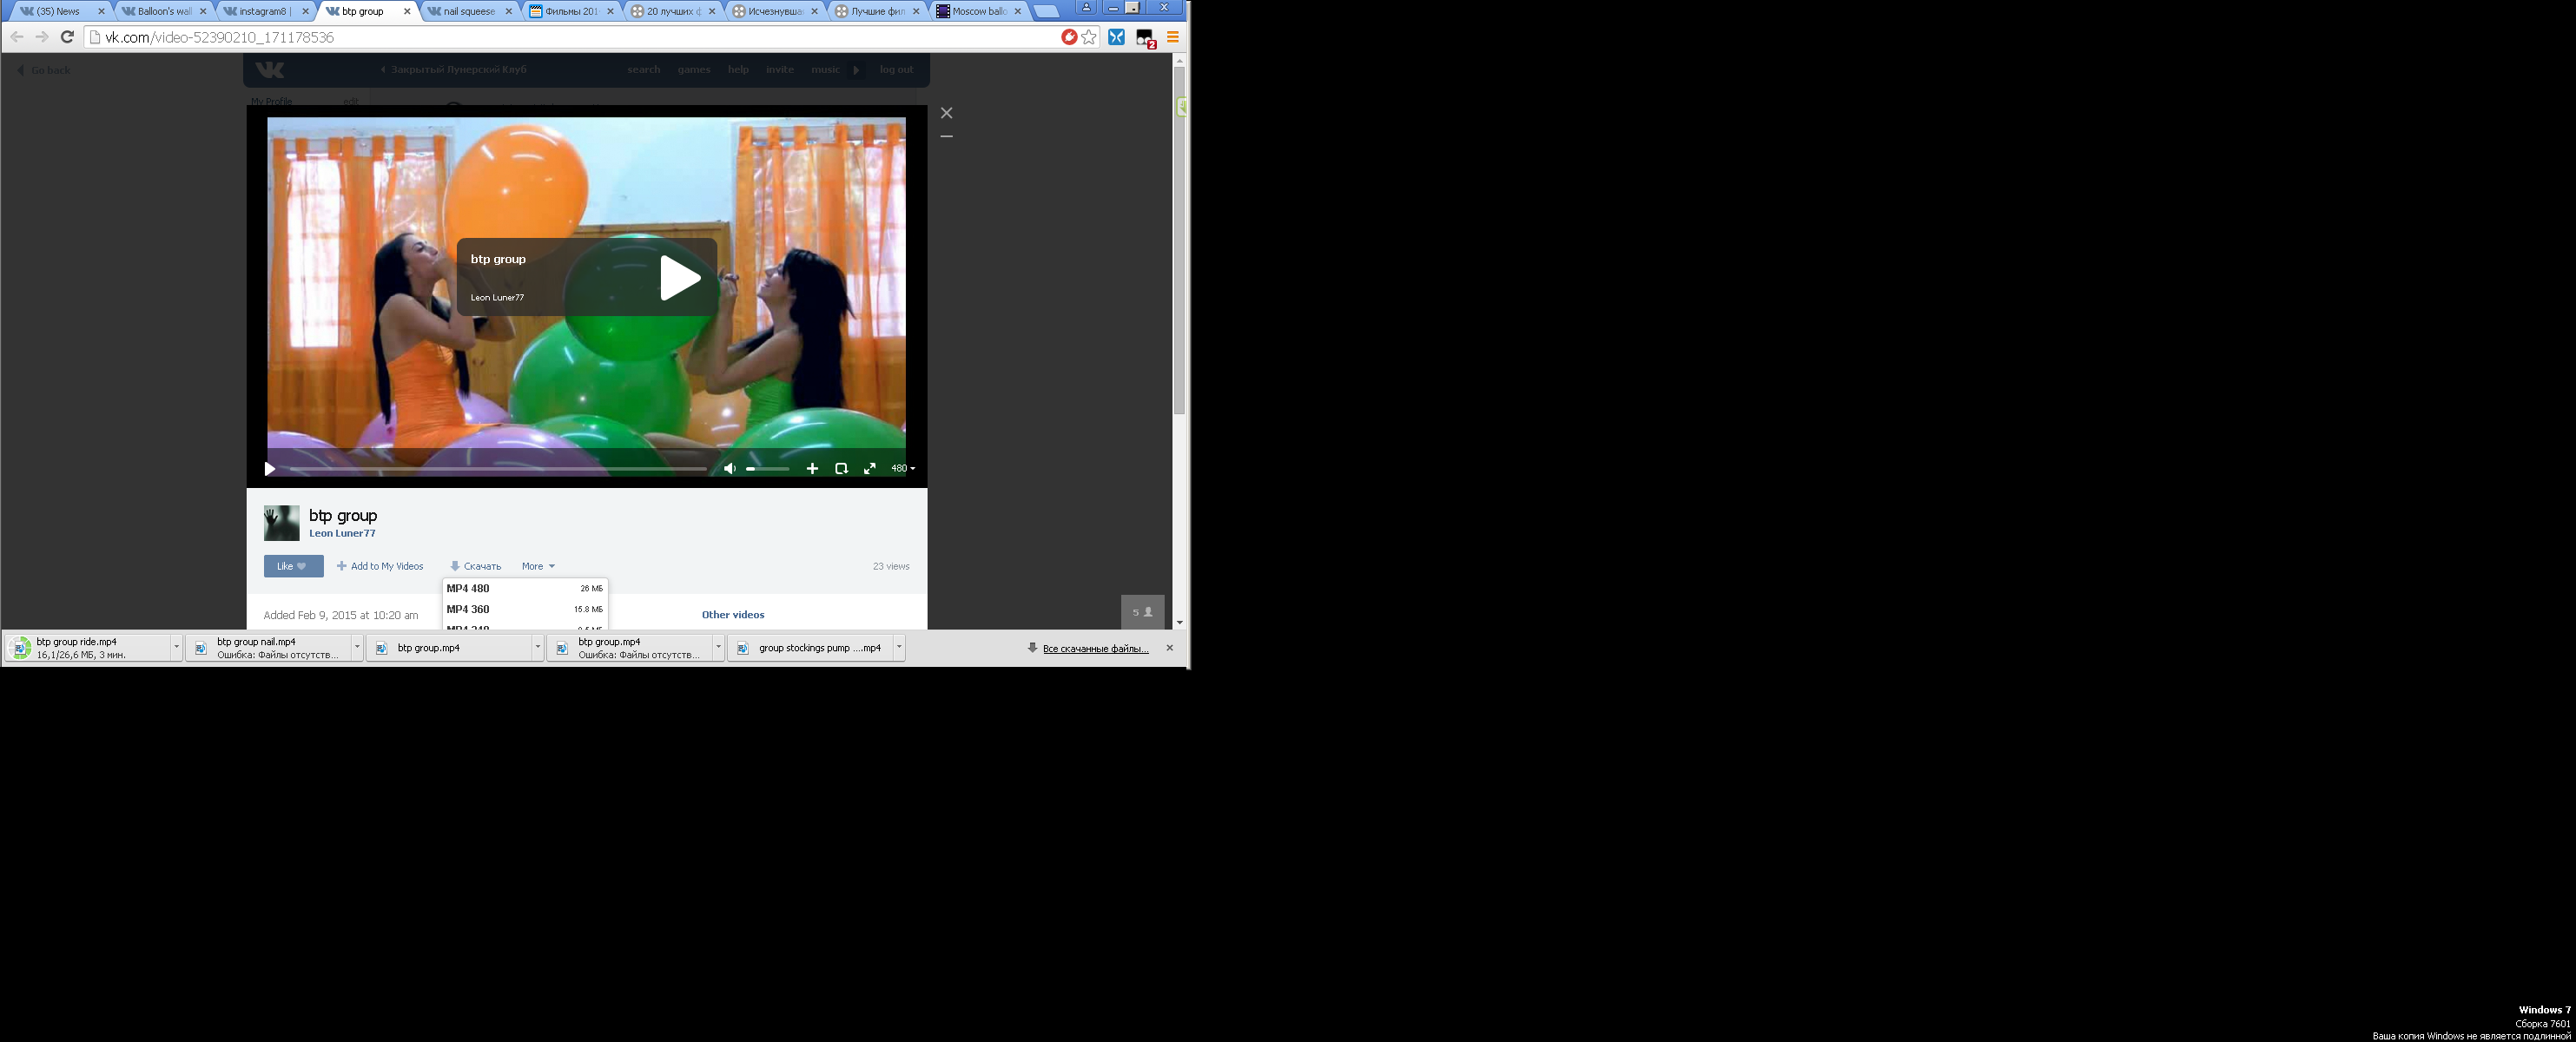 (35) News
Balloon's wall
instagram8 |
btp group
nail squeese
Фильмы 201
20 лучших ф
Исчезнувша
Лучшие фил
Moscow ballo
vk.com/video-52390210_171178536
2
Go back
Закрытый Лунерский Клуб
search games help invite music log out
My Profile edit
btp group
Leon Luner77
480
btp group
Leon Luner77
Like
Add to My Videos
Скачать
More
23 views
MP4 480 26 МБ
MP4 360 15.8 МБ
Added Feb 9, 2015 at 10:20 am
Other videos
5
btp group ride.mp4
16,1/26,6 МБ, 3 мин.
btp group nail.mp4
Ошибка: Файлы отсутств...
btp group.mp4
btp group.mp4
Ошибка: Файлы отсутств...
group stockings pump ....mp4
Все скачанные файлы...
Windows 7
Сборка 7601
Ваша копия Windows не является подлинной